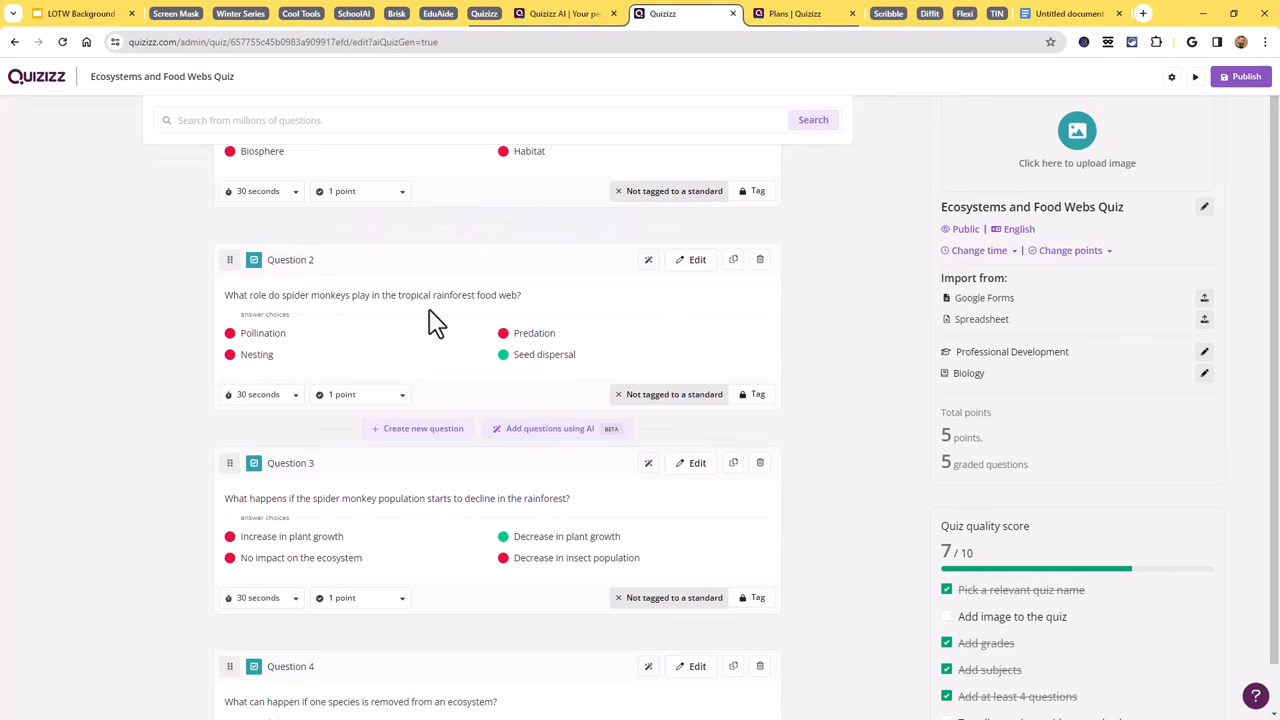 LOTW Backgrounds
Screen Mask
Winter Series
Cool Tools
SchoolAI
Brisk
EduAide
Quizizz
Quizizz AI | Your pe
Quizizz
Plans | Quizizz
Scribble
Diffit
Flexi
TIN
Untitled document
quizizz.com/admin/quiz/657755c45b0983a909917efd/edit?aiQuizGen=true
QUIZIZZ
Ecosystems and Food Webs Quiz
Publish
Search from millions of questions
Search
Biosphere
Habitat
30 seconds
1 point
Not tagged to a standard
Tag
Question 2
Edit
What role do spider monkeys play in the tropical rainforest food web?
answer choices
Pollination
Predation
Nesting
Seed dispersal
30 seconds
1 point
Not tagged to a standard
Tag
+ Create new question
Add questions using AI BETA
Question 3
Edit
What happens if the spider monkey population starts to decline in the rainforest?
answer choices
Increase in plant growth
Decrease in plant growth
No impact on the ecosystem
Decrease in insect population
30 seconds
1 point
Not tagged to a standard
Tag
Question 4
Edit
What can happen if one species is removed from an ecosystem?
Click here to upload image
Ecosystems and Food Webs Quiz
Public | English
Change time | Change points
Import from:
Google Forms
Spreadsheet
Professional Development
Biology
Total points
5 points,
5 graded questions
Quiz quality score
7 / 10
Pick a relevant quiz name
Add image to the quiz
Add grades
Add subjects
Add at least 4 questions
?